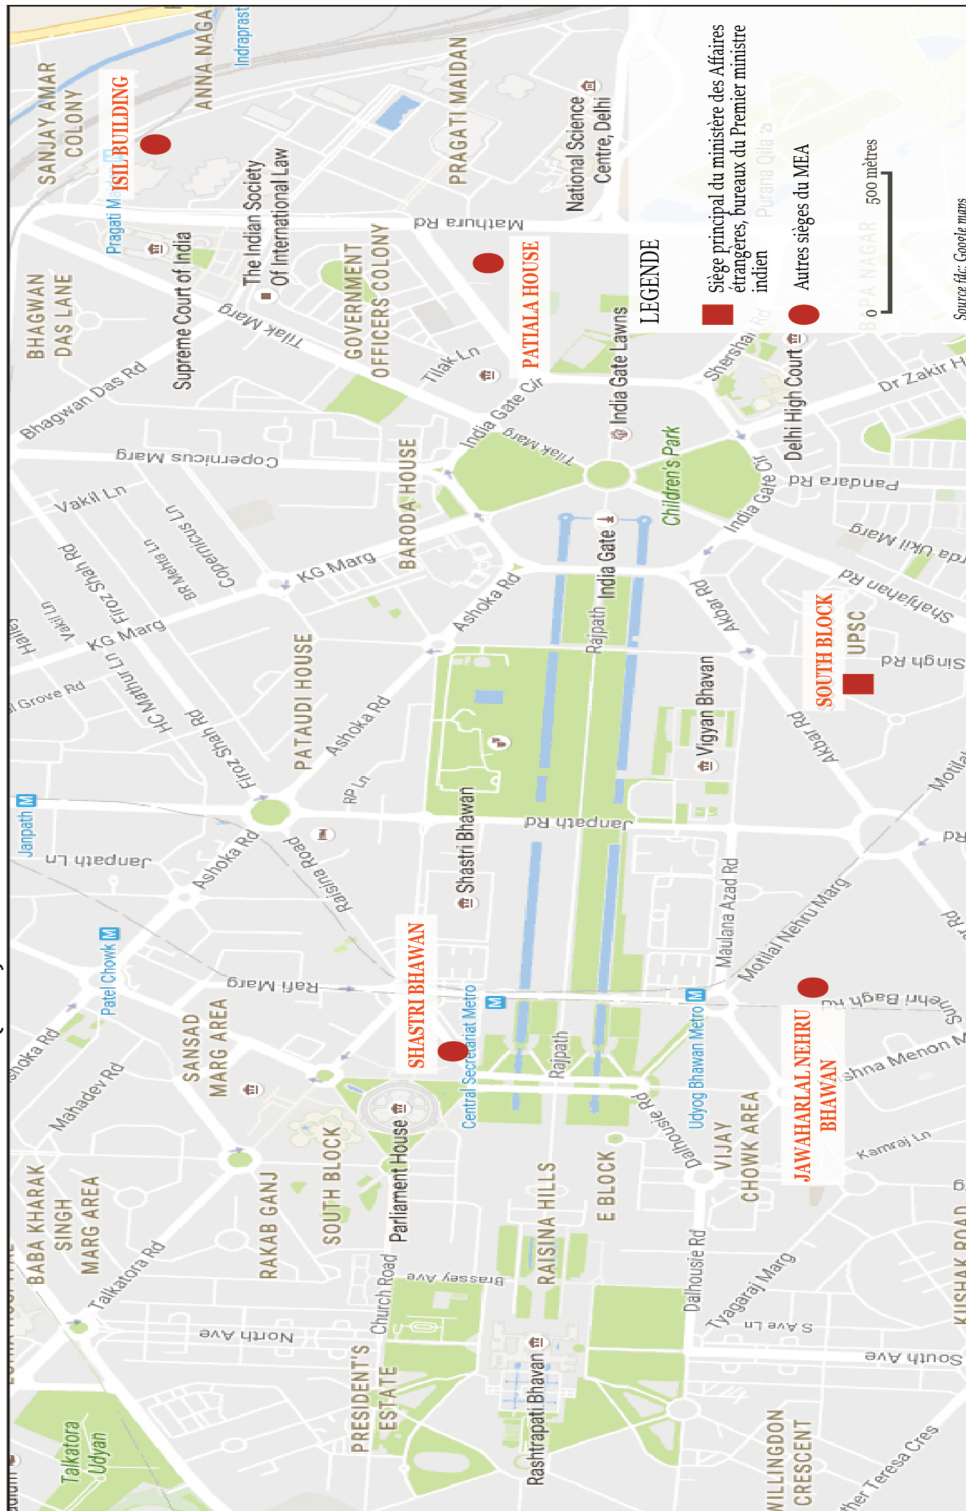 Talkatora
Udyan
BABA KHARAK
SINGH
MARG AREA
Talkatora Rd
Mahadev Rd
Ashoka Rd
Patel Chowk
Janpath
Janpath Ln
l Grove Rd
Vakil Ln
KG Marg
HC Mathur Ln
Firoz Shah Rd
Firoz Shah Rd
Vakil Ln
BR Mehta Ln
Copernicus Ln
Copernicus Marg
Bhagwan Das Rd
BHAGWAN
DAS LANE
SANJAY AMAR
COLONY
ISIL BUILDING
Supreme Court of India
ANNA NAGA
Indraprast
The Indian Society
Of International Law
Tilak Marg
North Ave
RAKAB GANJ
SANSAD
MARG AREA
Rafi Marg
Ashoka Rd
Raisina Road
PATAUDI HOUSE
RP Ln
Ashoka Rd
KG Marg
GOVERNMENT
OFFICERS COLONY
PRESIDENT'S
ESTATE
Church Road
SOUTH BLOCK
Parliament House
SHASTRI BHAWAN
BARODA HOUSE
Ashoka Rd
Tilak Ln
Mathura Rd
PRAGATI MAIDAN
Brassey Ave
Central Secretariat Metro
Shastri Bhawan
India Gate Cir
Tilak Marg
PATIALA HOUSE
Rashtrapati Bhavan
RAISINA HILLS
Rajpath
Janpath Rd
Janpath Rd
Rajpath
India Gate
India Gate Lawns
National Science
Centre, Delhi
E BLOCK
Dalhousie Rd
Children's Park
LEGENDE
Dalhousie Rd
Dalhousie Rd
Udyog Bhawan Metro
Vigyan Bhavan
Akbar Rd
India Gate Cir
Siège principal du ministère des Affaires
étrangères, bureaux du Premier ministre
indien
Tyagaraj Marg
VIJAY
CHOWK AREA
Maulana Azad Rd
Motilal Nehru Marg
Pandara Rd
Delhi High Court
Purana Qila
WILLINGDON
CRESCENT
S Ave Ln
JAWAHARLAL NEHRU
BHAWAN
Akbar Rd
SOUTH BLOCK
UPSC
Shahjahan Rd
Autres sièges du MEA
South Ave
Kamraj Ln
Singh Rd
Dr Zakir H
0 500 mètres
KUSHAK ROAD
Motilal
Source fdc: Google maps